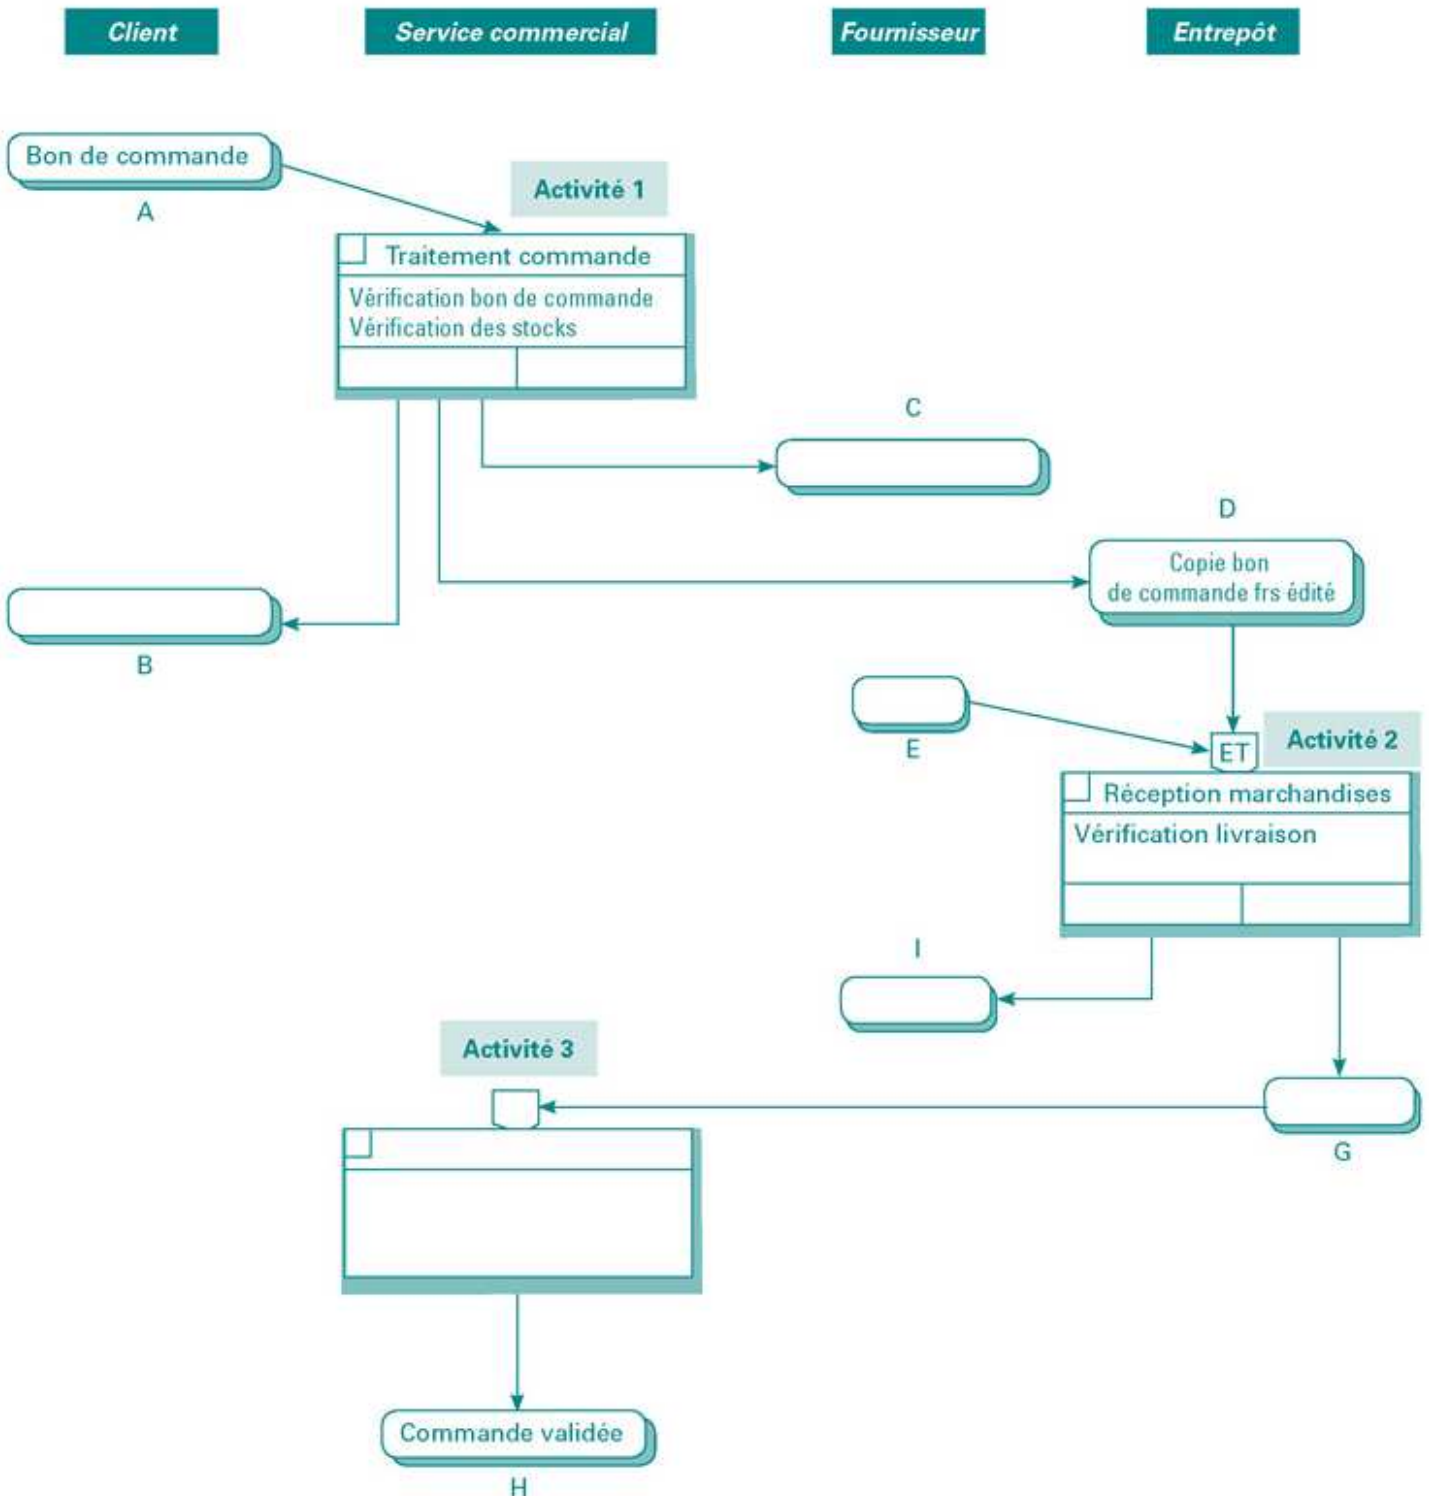 Client
Service commercial
Fournisseur
Entrepôt
Bon de commande
A
Activité 1
Traitement commande
Vérification bon de commande
Vérification des stocks
C
D
Copie bon
de commande frs édité
B
E
ET
Activité 2
Réception marchandises
Vérification livraison
I
Activité 3
G
Commande validée
H